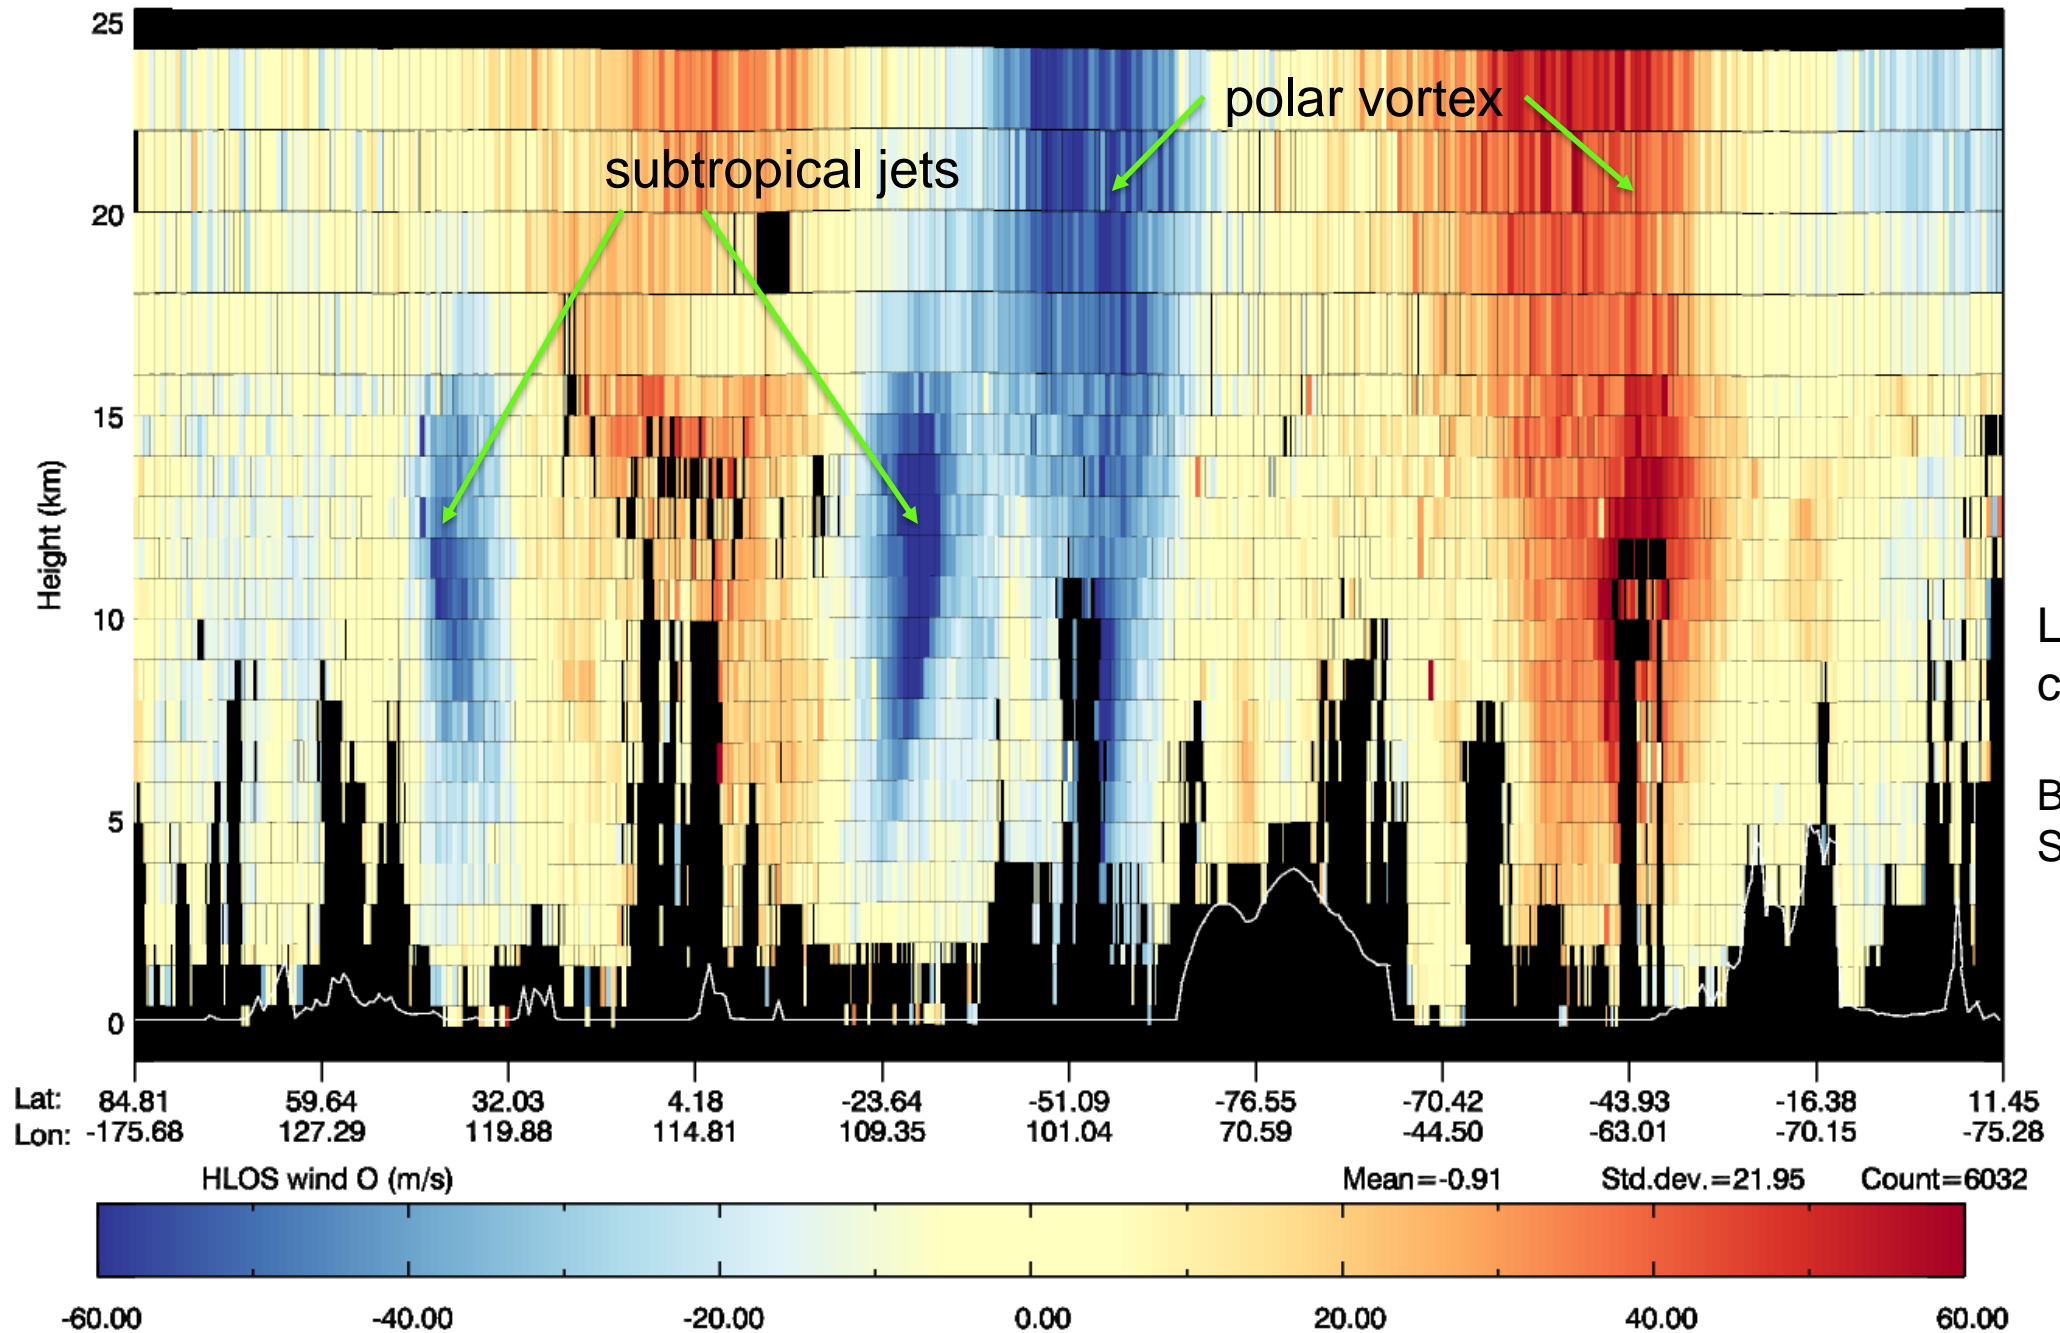 25
polar vortex
subtropical jets
20
15
Height (km)
10
L
c
B
5
S
0
Lat: 84.81 59.64 32.03 4.18 -23.64 -51.09 -76.55 -70.42 -43.93 -16.38 11.45
Lon: -175.68 127.29 119.88 114.81 109.35 101.04 70.59 -44.50 -63.01 -70.15 -75.28
HLOS wind O (m/s) Mean=-0.91 Std.dev.=21.95 Count=6032
-60.00 -40.00 -20.00 0.00 20.00 40.00 60.00